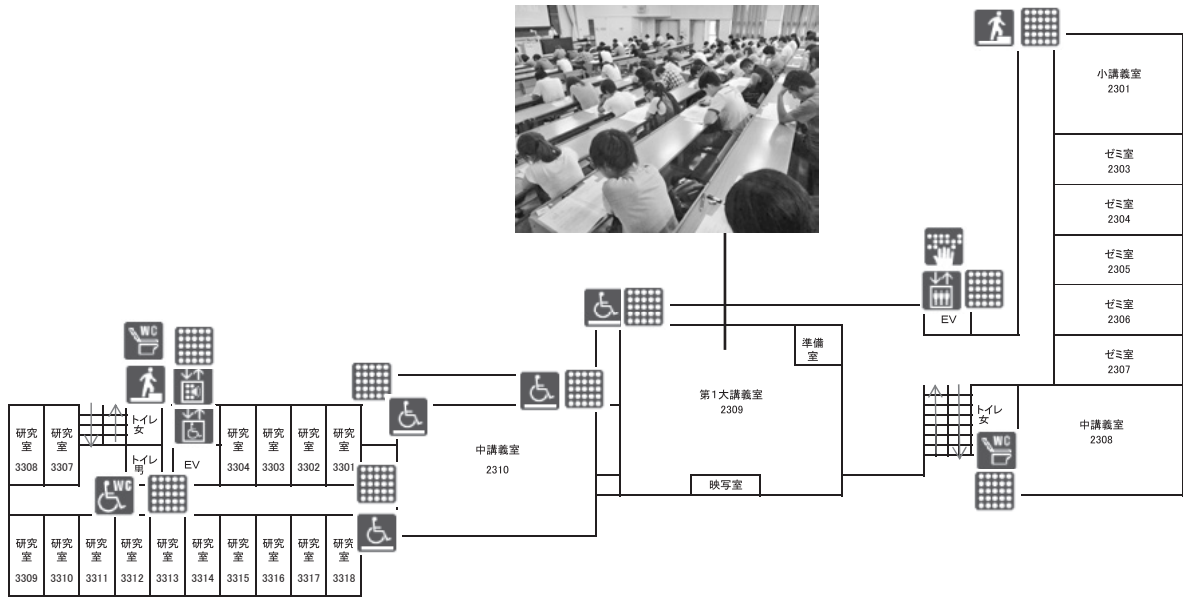 小講義室
2301
ゼミ室
2303
ゼミ室
2304
ゼミ室
2305
ゼミ室
2306
ゼミ室
2307
EV
準備
室
第1大講義室
2309
映写室
トイレ
女
WC
中講義室
2308
中講義室
2310
WC
トイレ
女
トイレ
男
EV
WC
研究
室
3308
研究
室
3307
研究
室
3304
研究
室
3303
研究
室
3302
研究
室
3301
研究
室
3309
研究
室
3310
研究
室
3311
研究
室
3312
研究
室
3313
研究
室
3314
研究
室
3315
研究
室
3316
研究
室
3317
研究
室
3318